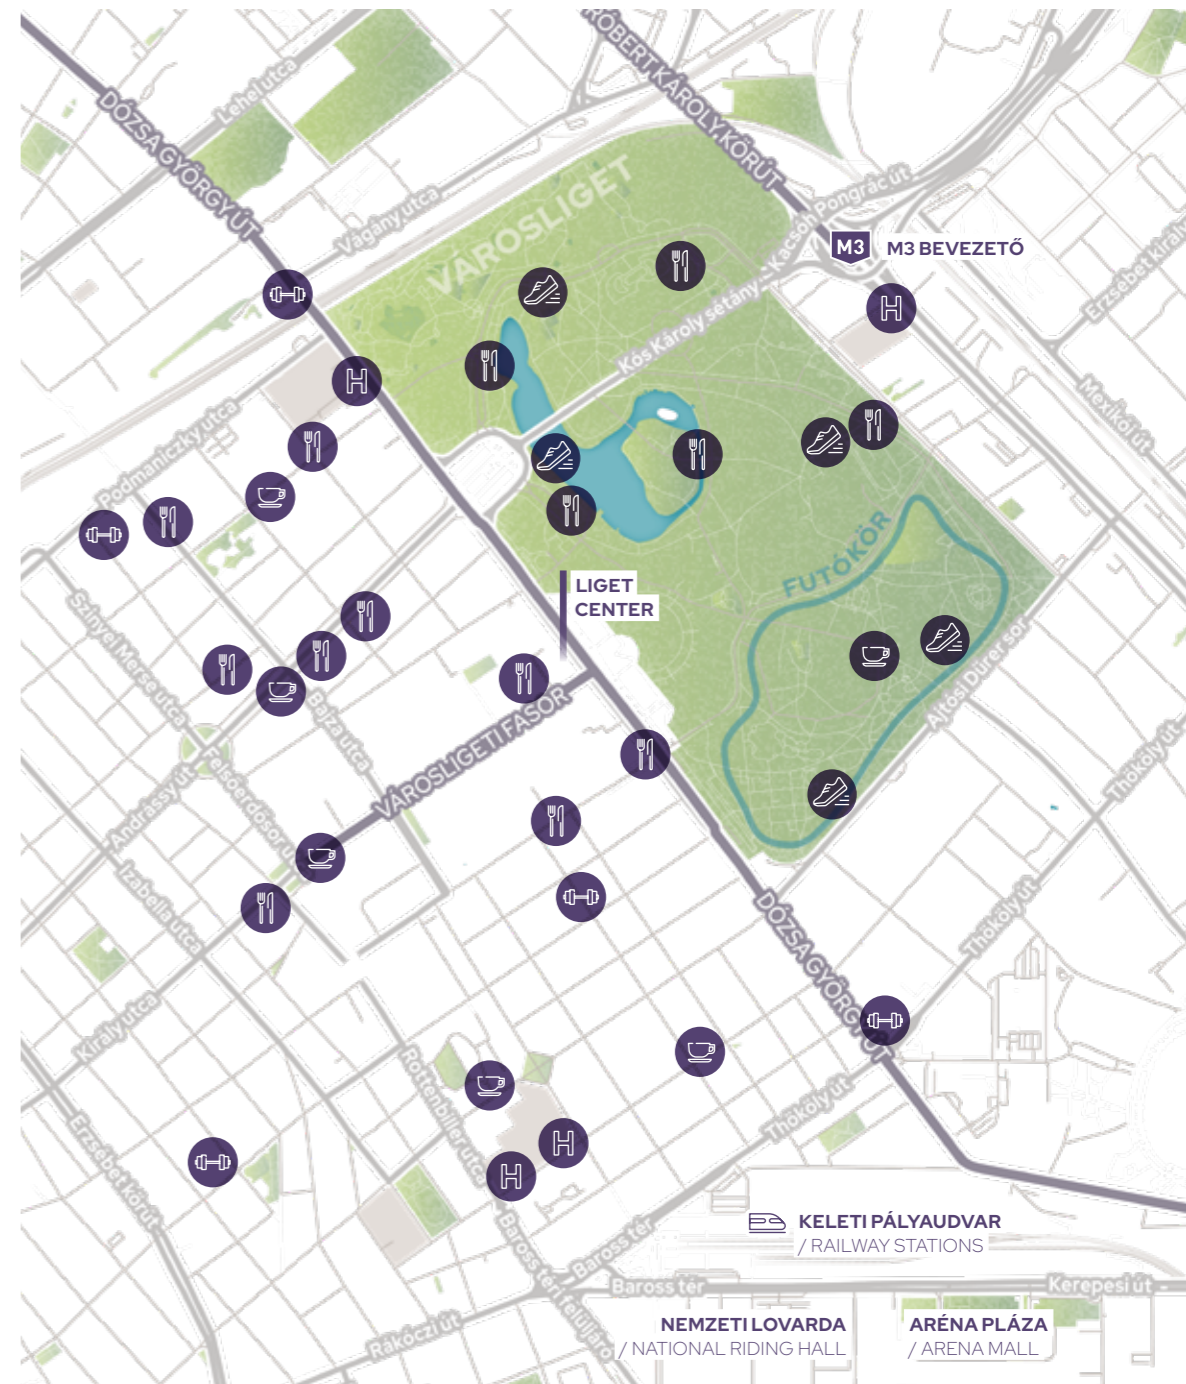 RÓBERT KÁROLY KÖRÚT
Lehel utca
DÓZSA GYÖRGY ÚT
VÁROSLIGET
Vágány utca
Kacsóh Pongrác út
M3
M3 BEVEZETŐ
Erzsébet királyn
Kós Károly sétány
H
H
Mexikói út
Podmaniczky utca
FUTÓKÖR
LIGET
CENTER
Szinyei Merse utca
Bajza utca
Ajtósi Dürer sor
VÁROSLIGETI FASOR
Felsőerdősor u
Andrássy út
Thököly út
Izabella utca
DÓZSA GYÖRGY ÚT
Thököly út
Király utca
Rottenbiller utca
Thököly út
Erzsébet körút
H
H
KELETI PÁLYAUDVAR
/ RAILWAY STATIONS
Baross tér
Baross tér felüljáró
Baross tér
Kerepesi út
Rákóczi út
NEMZETI LOVARDA
/ NATIONAL RIDING HALL
ARÉNA PLÁZA
/ ARENA MALL